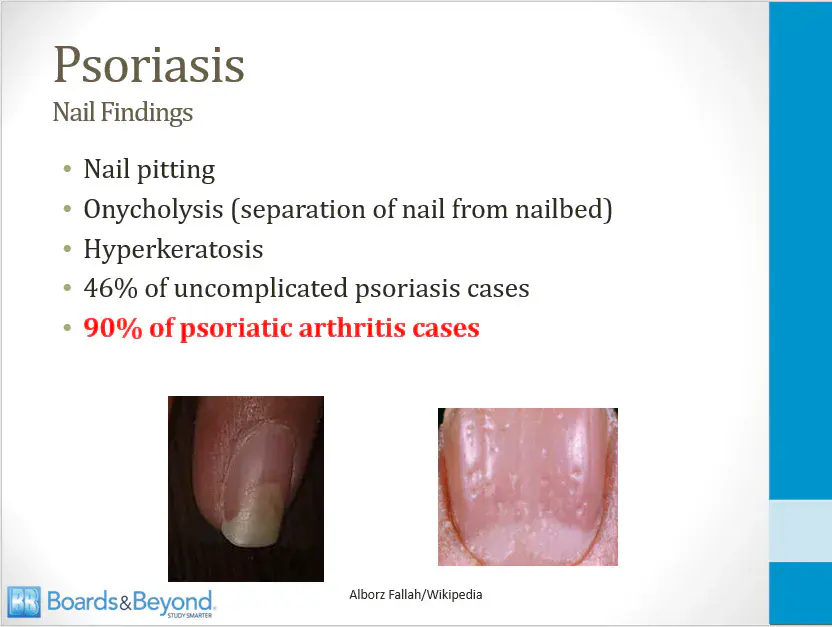 Psoriasis
Nail Findings
• Nail pitting
• Onycholysis (separation of nail from nailbed)
• Hyperkeratosis
• 46% of uncomplicated psoriasis cases
• 90% of psoriatic arthritis cases
Alborz Fallah/Wikipedia
BB Boards&Beyond.
STUDY SMARTER